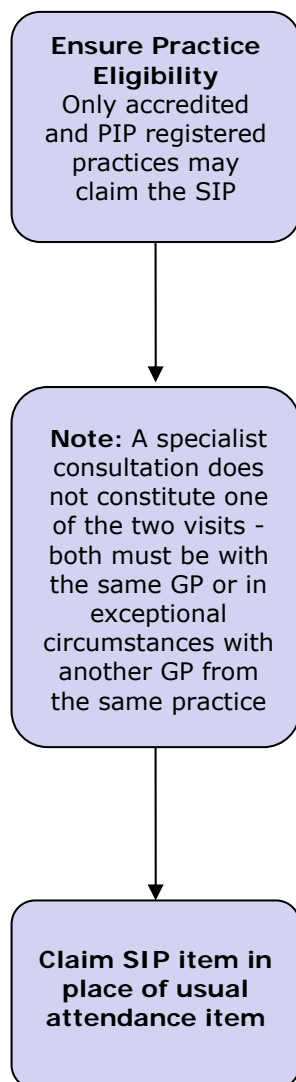 Ensure Practice
Eligibility
Only accredited
and PIP registered
practices may
claim the SIP
Note: A specialist
consultation does
not constitute one
of the two visits -
both must be with
the same GP or in
exceptional
circumstances with
another GP from
the same practice
Claim SIP item in
place of usual
attendance item